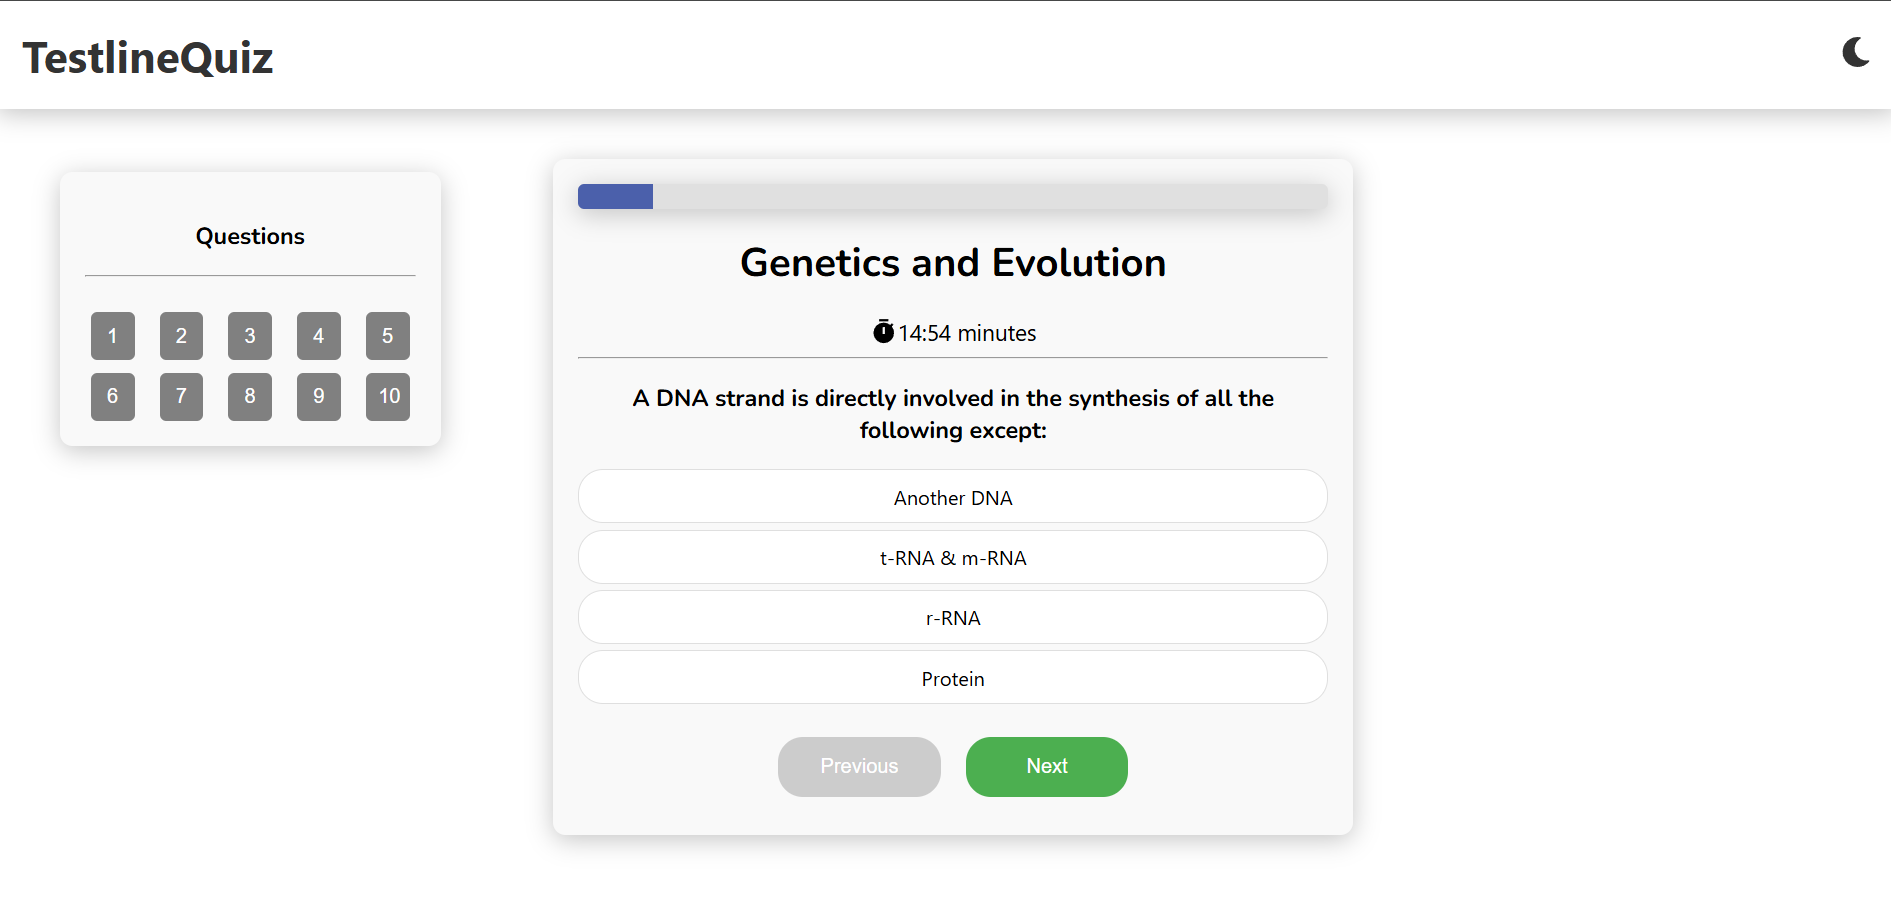 TestlineQuiz
Questions
1 2 3 4 5
6 7 8 9 10
Genetics and Evolution
14:54 minutes
A DNA strand is directly involved in the synthesis of all the
following except:
Another DNA
t-RNA & m-RNA
r-RNA
Protein
Previous Next